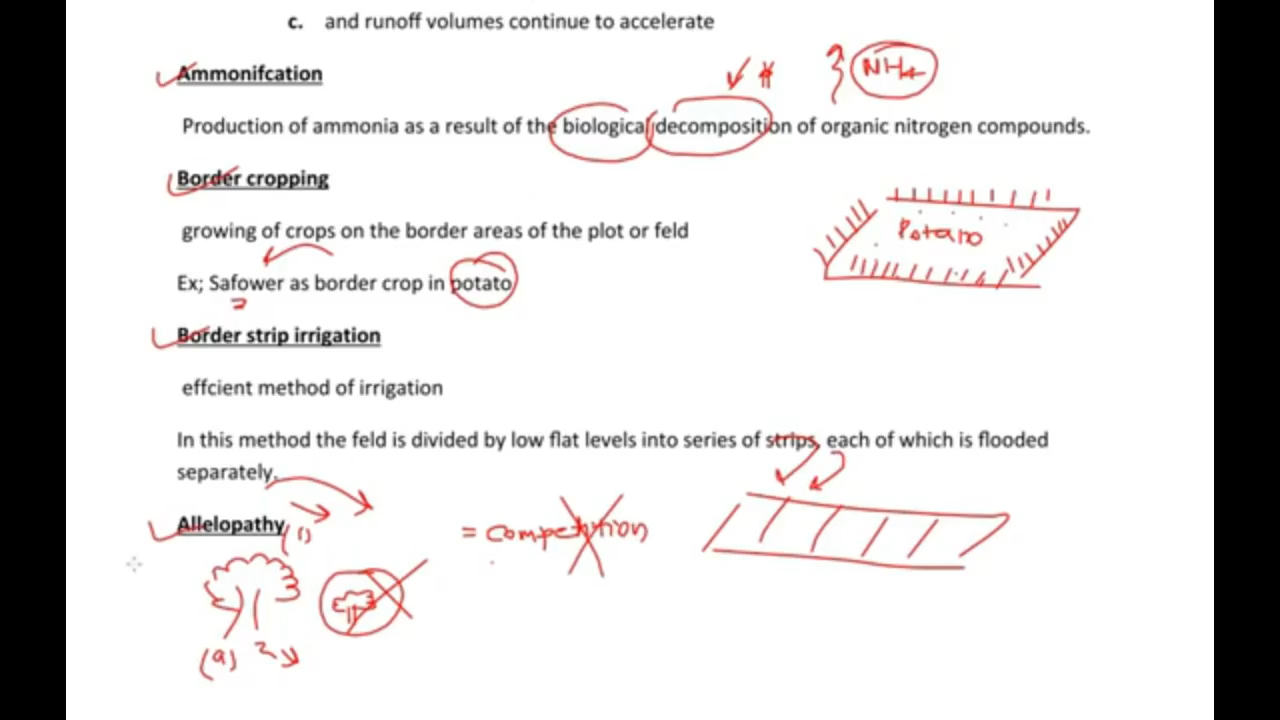 c. and runoff volumes continue to accelerate
Ammonifcation
NH4
Production of ammonia as a result of the biological decomposition of organic nitrogen compounds.
Border cropping
growing of crops on the border areas of the plot or feld
Potato
Ex; Safower as border crop in potato
Border strip irrigation
effcient method of irrigation
In this method the feld is divided by low flat levels into series of strips, each of which is flooded
separately.
Allelopathy
= competition
(a)